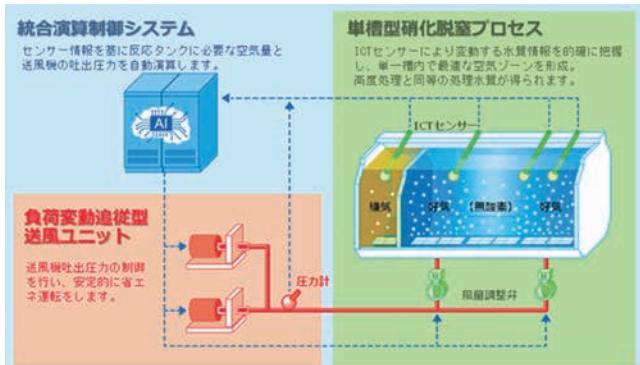 統合演算制御システム
センサー情報を基に反応タンクに必要な空気量と
送風機の吐出圧力を自動演算します。
AI
単槽型硝化脱窒プロセス
ICTセンサーにより変動する水質情報を的確に把握
し、単一槽内で最適な空気ゾーンを形成。
高度処理と同等の処理水質が得られます。
ICTセンサー
嫌気
好気
(無酸素)
好気
負荷変動追従型
送風ユニット
送風機吐出圧力の制御
を行い、安定的に省エ
ネ運転をします。
圧力計
風量調整弁